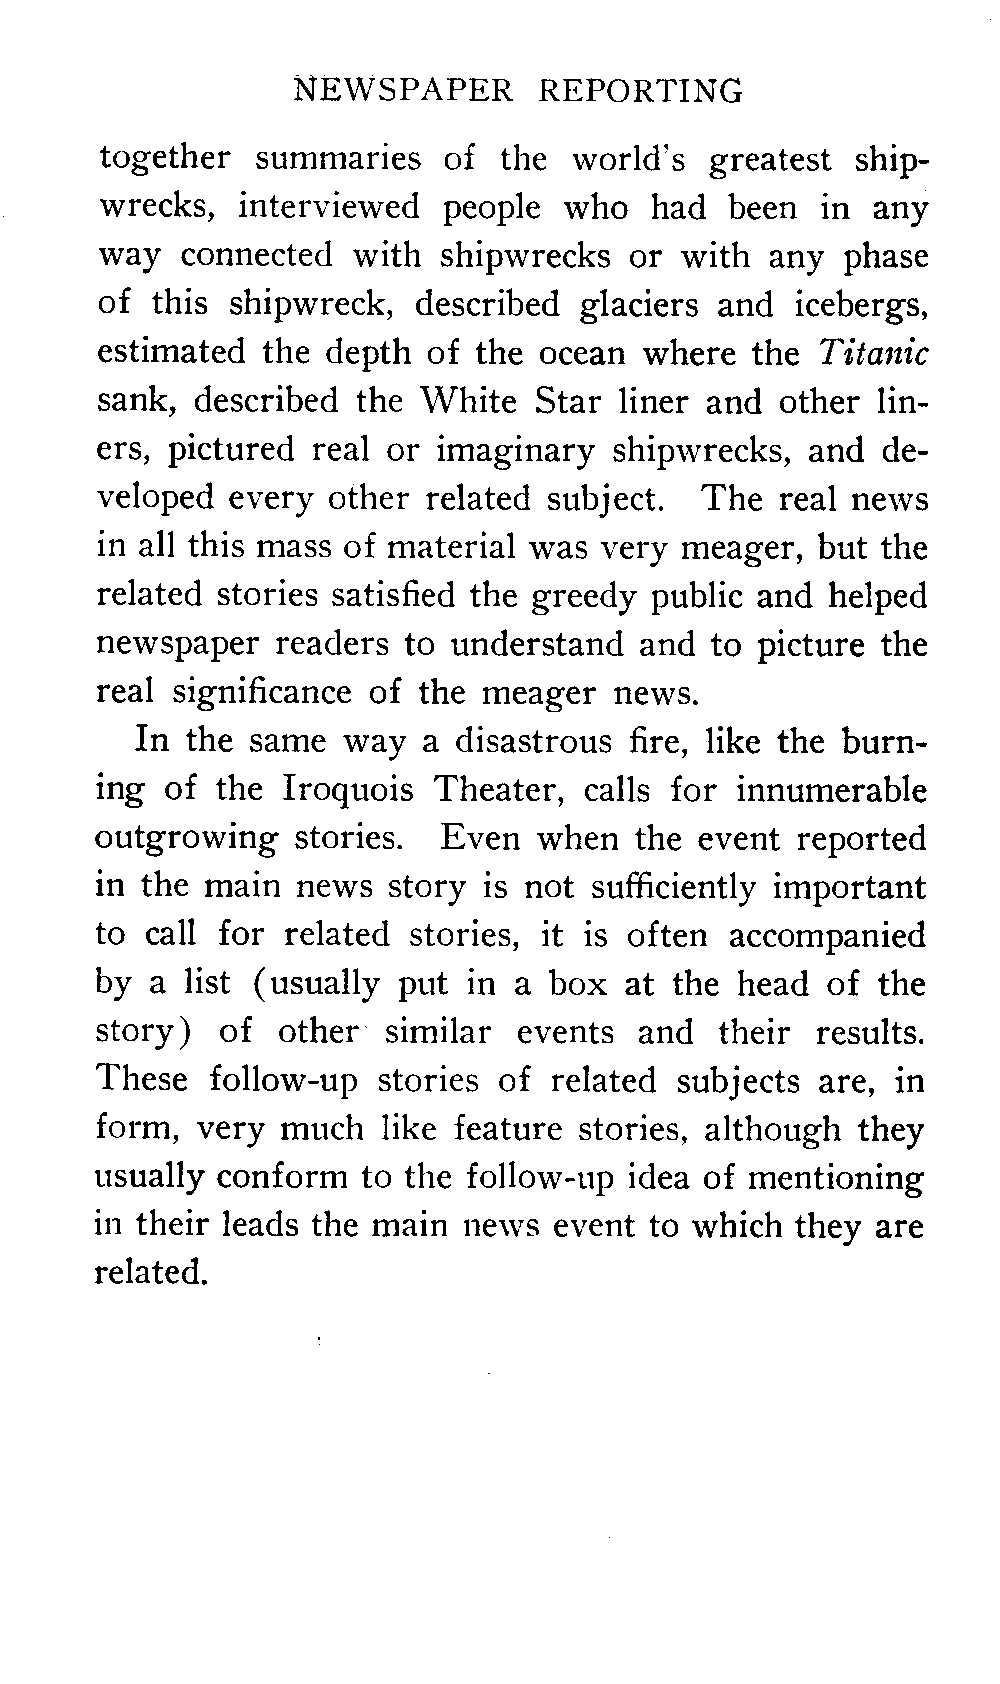 NEWSPAPER REPORTING
together summaries of the world's greatest ship-
wrecks, interviewed people who had been in any
way connected with shipwrecks or with any phase
of this shipwreck, described glaciers and icebergs,
estimated the depth of the ocean where the Titanic
sank, described the White Star liner and other lin-
ers, pictured real or imaginary shipwrecks, and de-
veloped every other related subject. The real news
in all this mass of material was very meager, but the
related stories satisfied the greedy public and helped
newspaper readers to understand and to picture the
real significance of the meager news.
In the same way a disastrous fire, like the burn-
ing of the Iroquois Theater, calls for innumerable
outgrowing stories. Even when the event reported
in the main news story is not sufficiently important
to call for related stories, it is often accompanied
by a list (usually put in a box at the head of the
story) of other similar events and their results.
These follow-up stories of related subjects are, in
form, very much like feature stories, although they
usually conform to the follow-up idea of mentioning
in their leads the main news event to which they are
related.